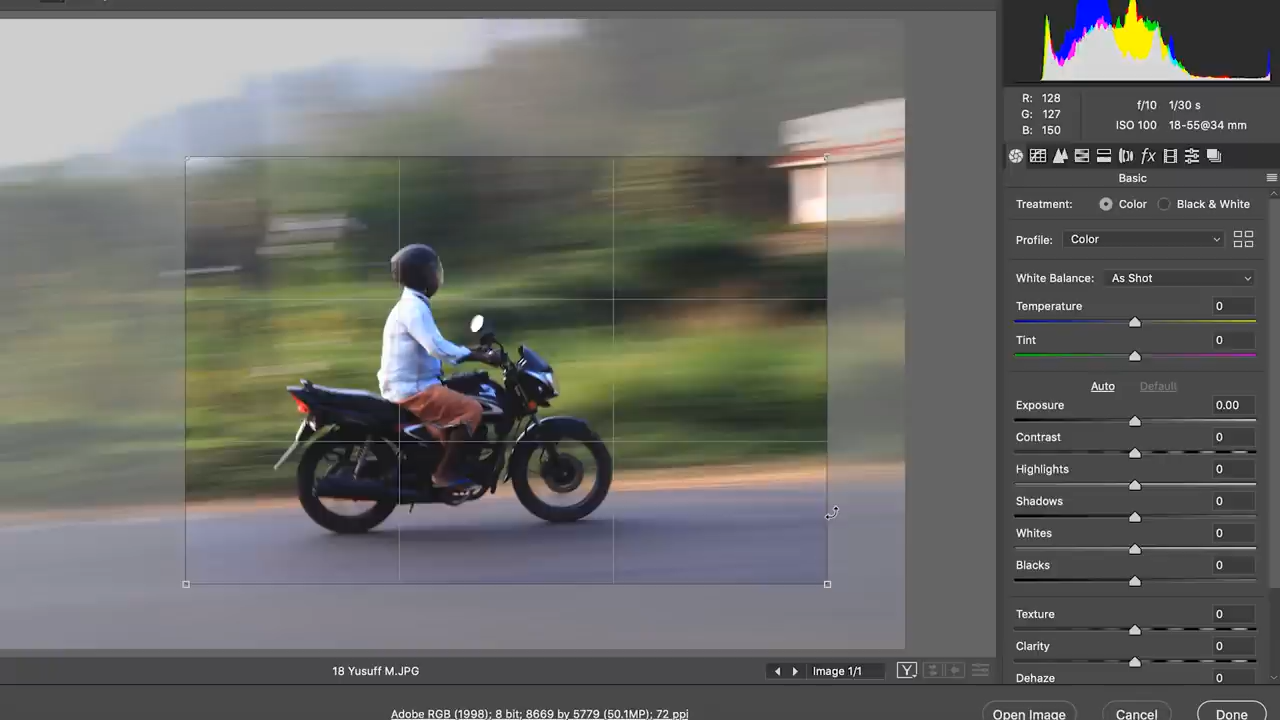 R: 128
G: 127
B: 150
f/10 1/30 s
ISO 100 18-55@34 mm
fx
Basic
Treatment: Color Black & White
Profile: Color
White Balance: As Shot
Temperature 0
Tint 0
Auto Default
Exposure 0.00
Contrast 0
Highlights 0
Shadows 0
Whites 0
Blacks 0
Texture 0
Clarity 0
Dehaze 0
18 Yusuff M.JPG
Image 1/1
Y
Adobe RGB (1998); 8 bit; 8669 by 5779 (50.1MP); 72 ppi
Open Image Cancel Done